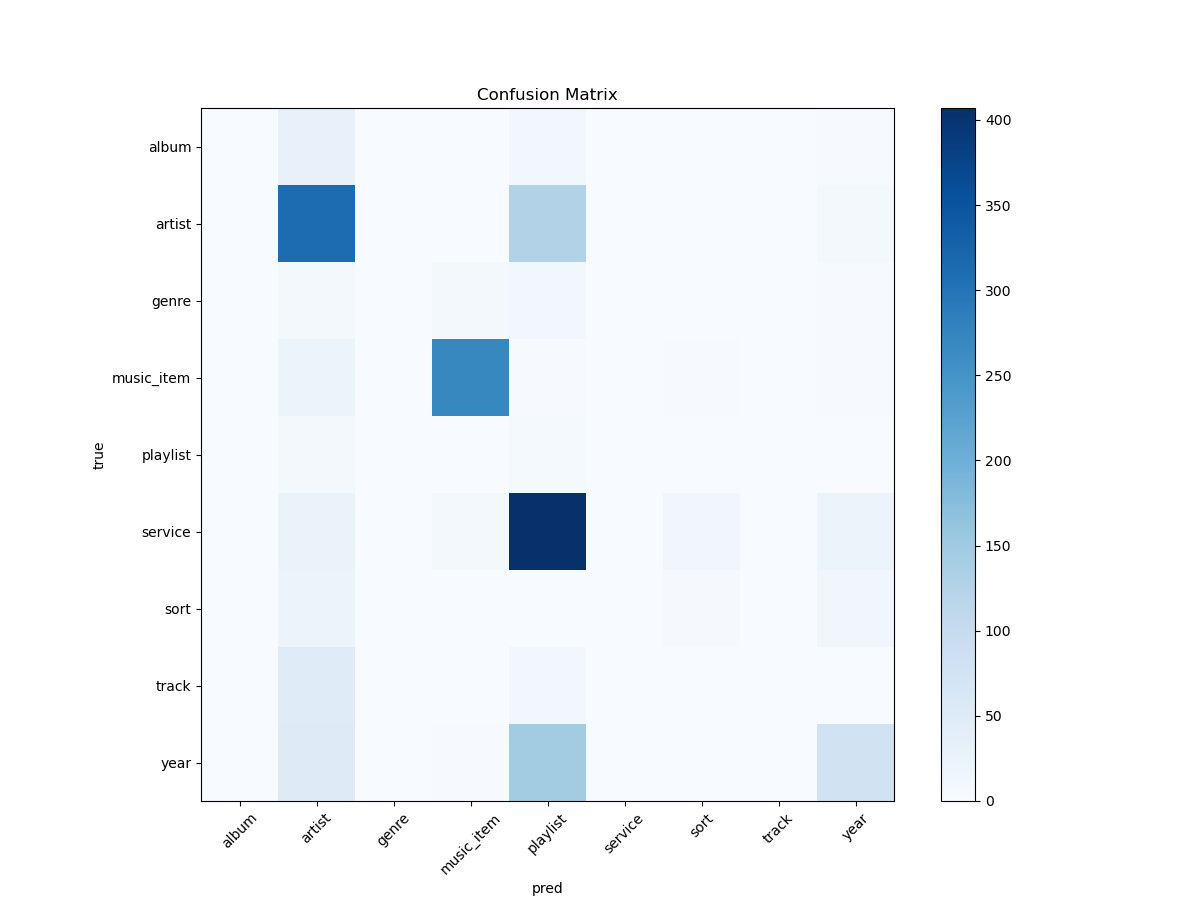 Confusion Matrix
true
album
artist
genre
music_item
playlist
service
sort
track
year
album
artist
genre
music_item
playlist
service
sort
track
year
pred
400
350
300
250
200
150
100
50
0